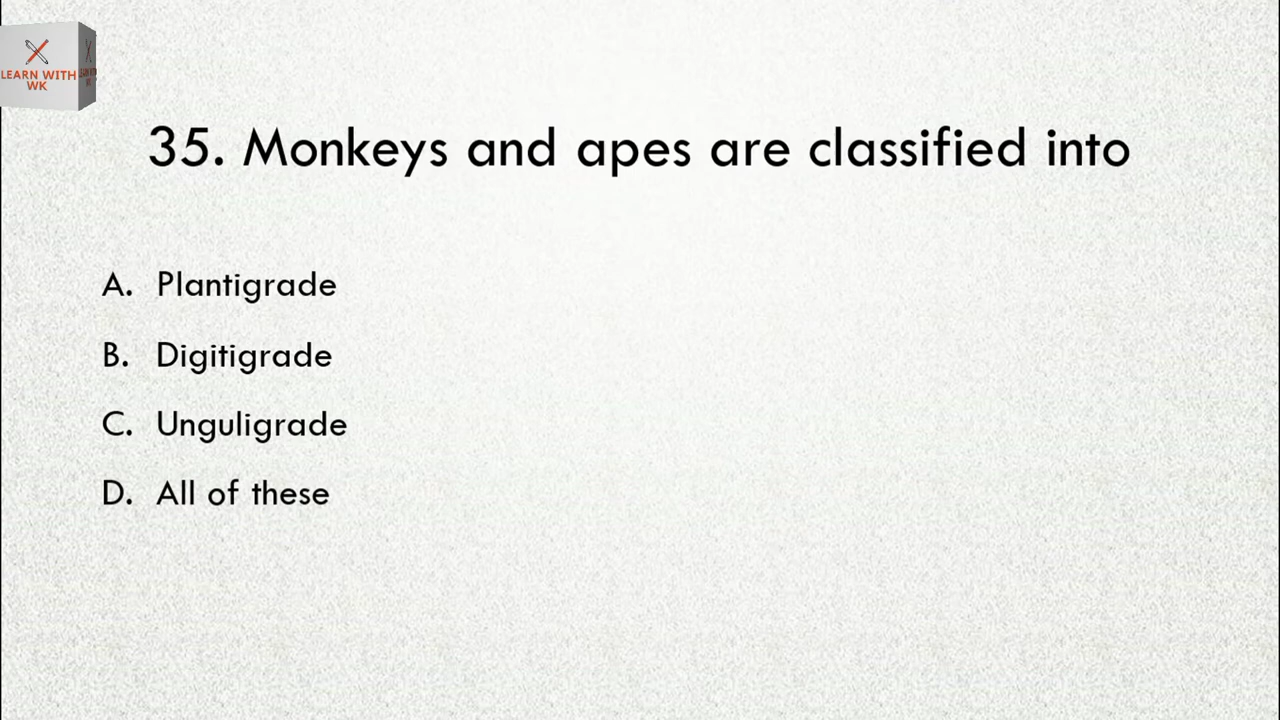 LEARN WITH
WK
35. Monkeys and apes are classified into
A. Plantigrade
B. Digitigrade
C. Unguligrade
D. All of these